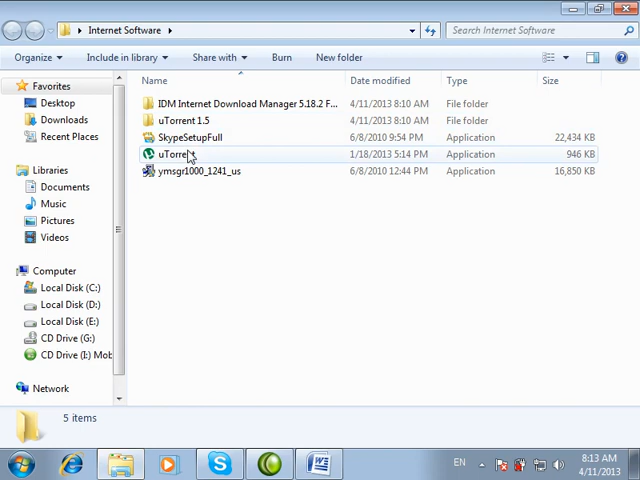 Internet Software
Search Internet Software
Organize Include in library Share with Burn New folder
Name Date modified Type Size
Favorites
Desktop
Downloads
Recent Places
Libraries
Documents
Music
Pictures
Videos
Computer
Local Disk (C:)
Local Disk (D:)
Local Disk (E:)
CD Drive (G:)
CD Drive (I:) Mob
Network
IDM Internet Download Manager 5.18.2 F... 4/11/2013 8:10 AM File folder
uTorrent 1.5 4/11/2013 8:10 AM File folder
SkypeSetupFull 6/8/2010 9:54 PM Application 22,434 KB
uTorrent 1/18/2013 5:14 PM Application 946 KB
ymsgr1000_1241_us 6/8/2010 12:44 PM Application 16,850 KB
5 items
EN
8:13 AM
4/11/2013